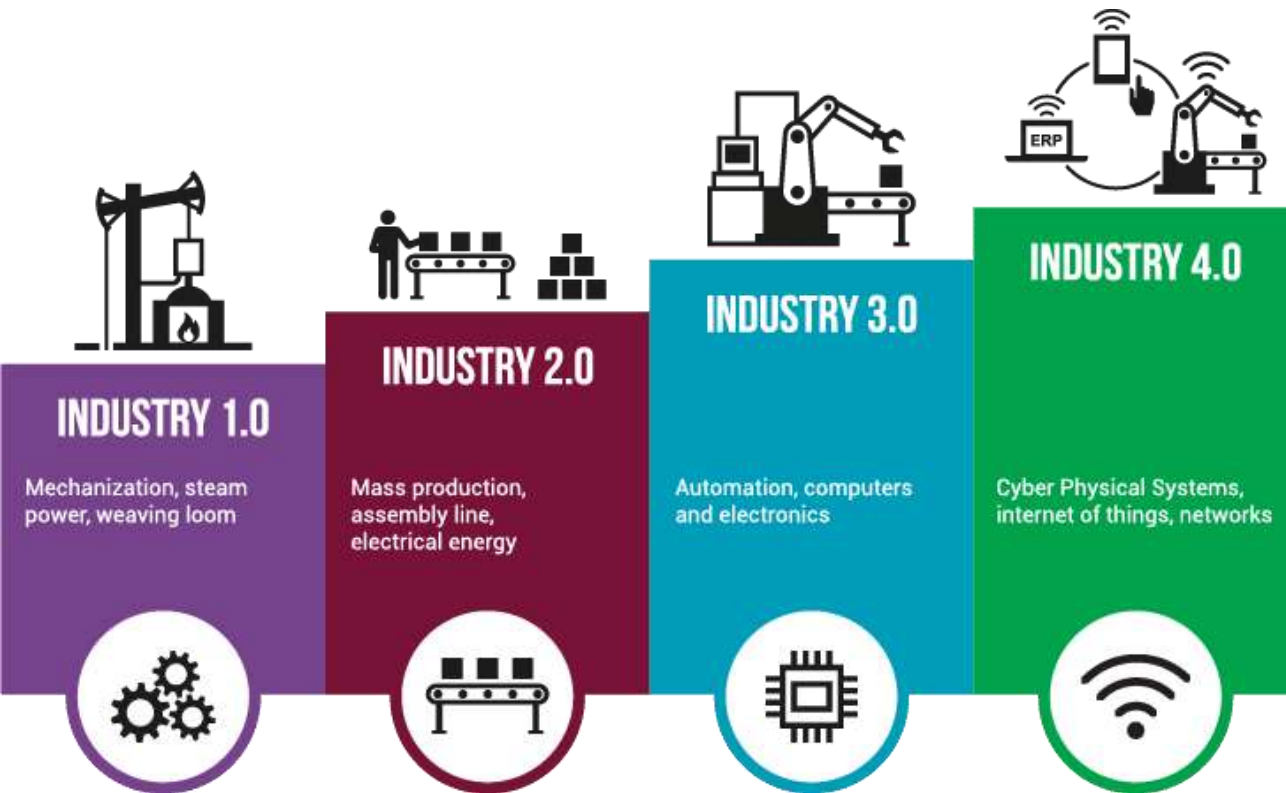 INDUSTRY 1.0
Mechanization, steam
power, weaving loom
INDUSTRY 2.0
Mass production,
assembly line,
electrical energy
INDUSTRY 3.0
Automation, computers
and electronics
ERP
INDUSTRY 4.0
Cyber Physical Systems,
internet of things, networks